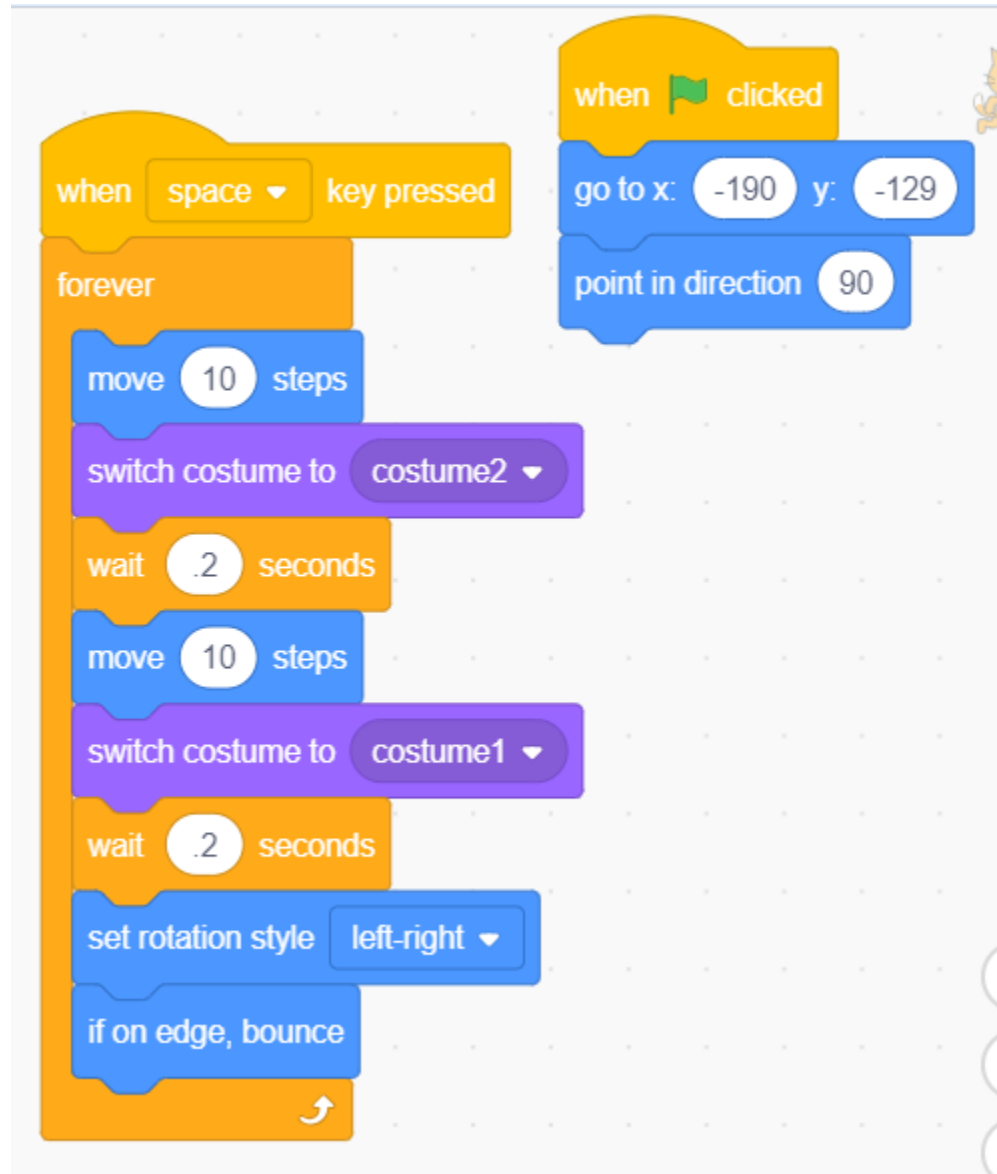 when space key pressed
forever
move 10 steps
switch costume to costume2
wait .2 seconds
move 10 steps
switch costume to costume1
wait .2 seconds
set rotation style left-right
if on edge, bounce
when clicked
go to x: -190 y: -129
point in direction 90